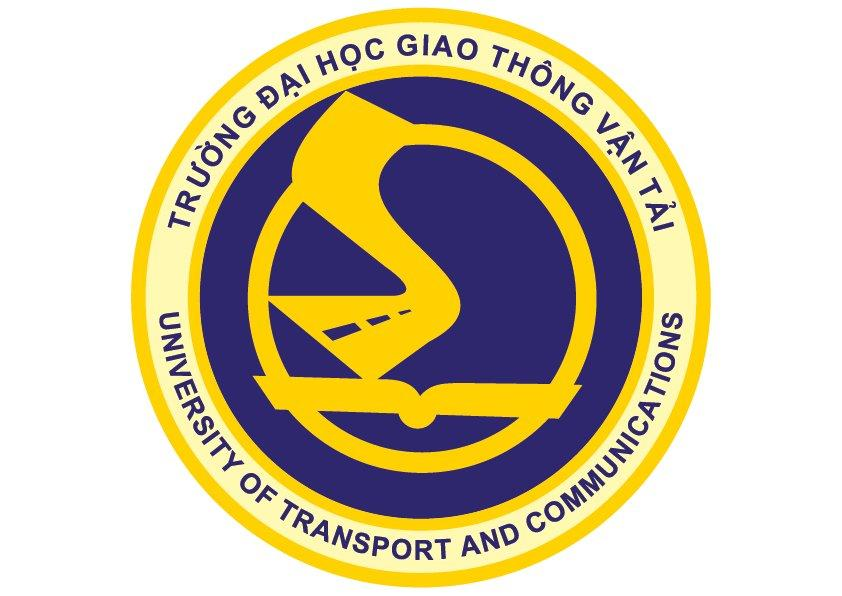 TRƯỜNG ĐẠI HỌC GIAO THÔNG VẬN TẢI
UNIVERSITY OF TRANSPORT AND COMMUNICATIONS